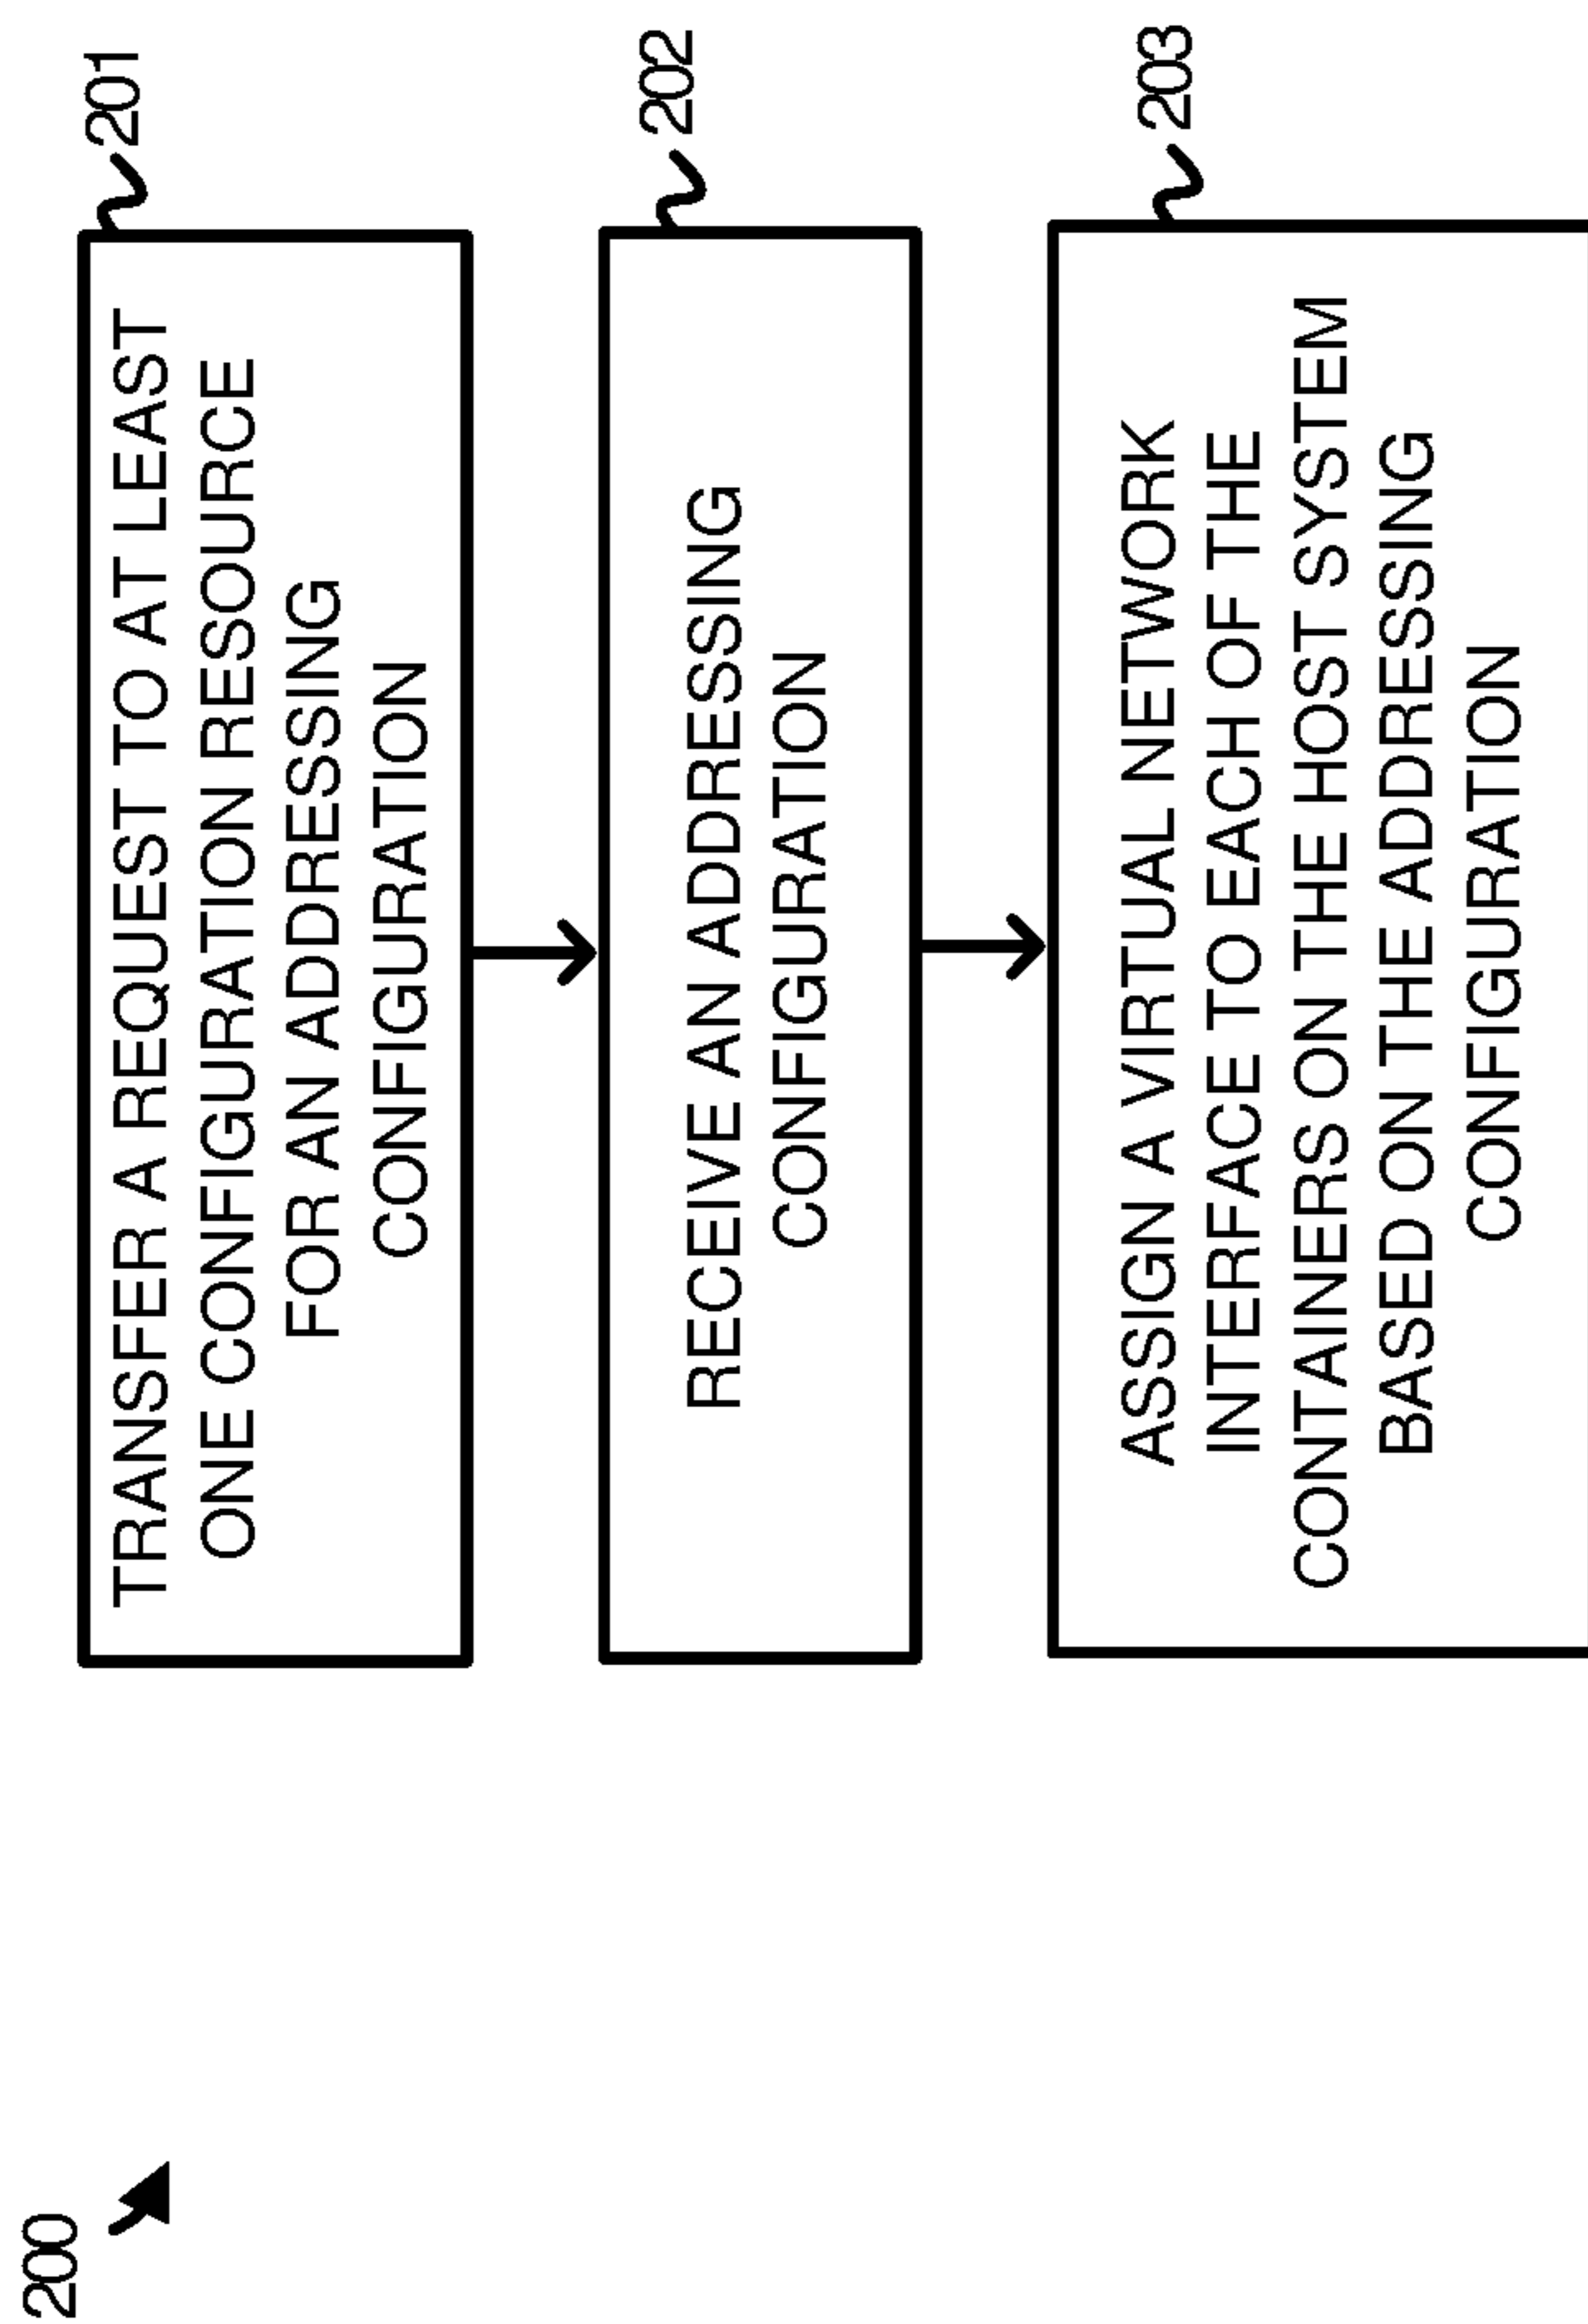 200
201
TRANSFER A REQUEST TO AT LEAST
ONE CONFIGURATION RESOURCE
FOR AN ADDRESSING
CONFIGURATION
202
RECEIVE AN ADDRESSING
CONFIGURATION
203
ASSIGN A VIRTUAL NETWORK
INTERFACE TO EACH OF THE
CONTAINERS ON THE HOST SYSTEM
BASED ON THE ADDRESSING
CONFIGURATION